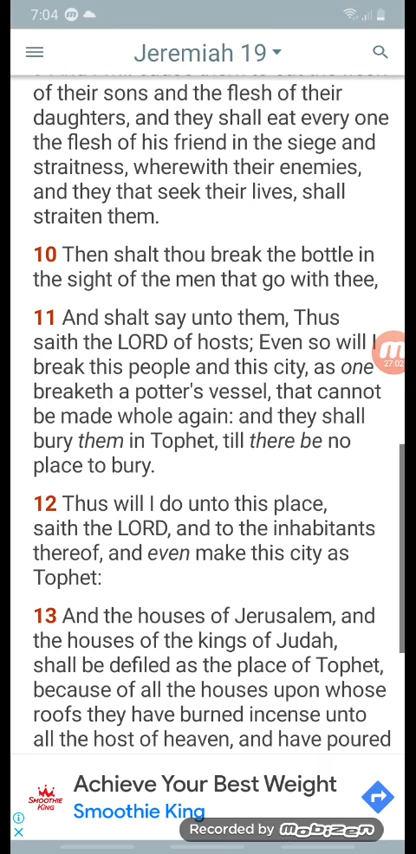 7:04
Jeremiah 19
of their sons and the flesh of their
daughters, and they shall eat every one
the flesh of his friend in the siege and
straitness, wherewith their enemies,
and they that seek their lives, shall
straiten them.
10 Then shalt thou break the bottle in
the sight of the men that go with thee,
11 And shalt say unto them, Thus
saith the LORD of hosts; Even so will I
break this people and this city, as one
breaketh a potter's vessel, that cannot
be made whole again: and they shall
bury them in Tophet, till there be no
place to bury.
27:02
12 Thus will I do unto this place,
saith the LORD, and to the inhabitants
thereof, and even make this city as
Tophet:
13 And the houses of Jerusalem, and
the houses of the kings of Judah,
shall be defiled as the place of Tophet,
because of all the houses upon whose
roofs they have burned incense unto
all the host of heaven, and have poured
SMOOTHIE
KING
Achieve Your Best Weight
Smoothie King
Recorded by MOBIZEN